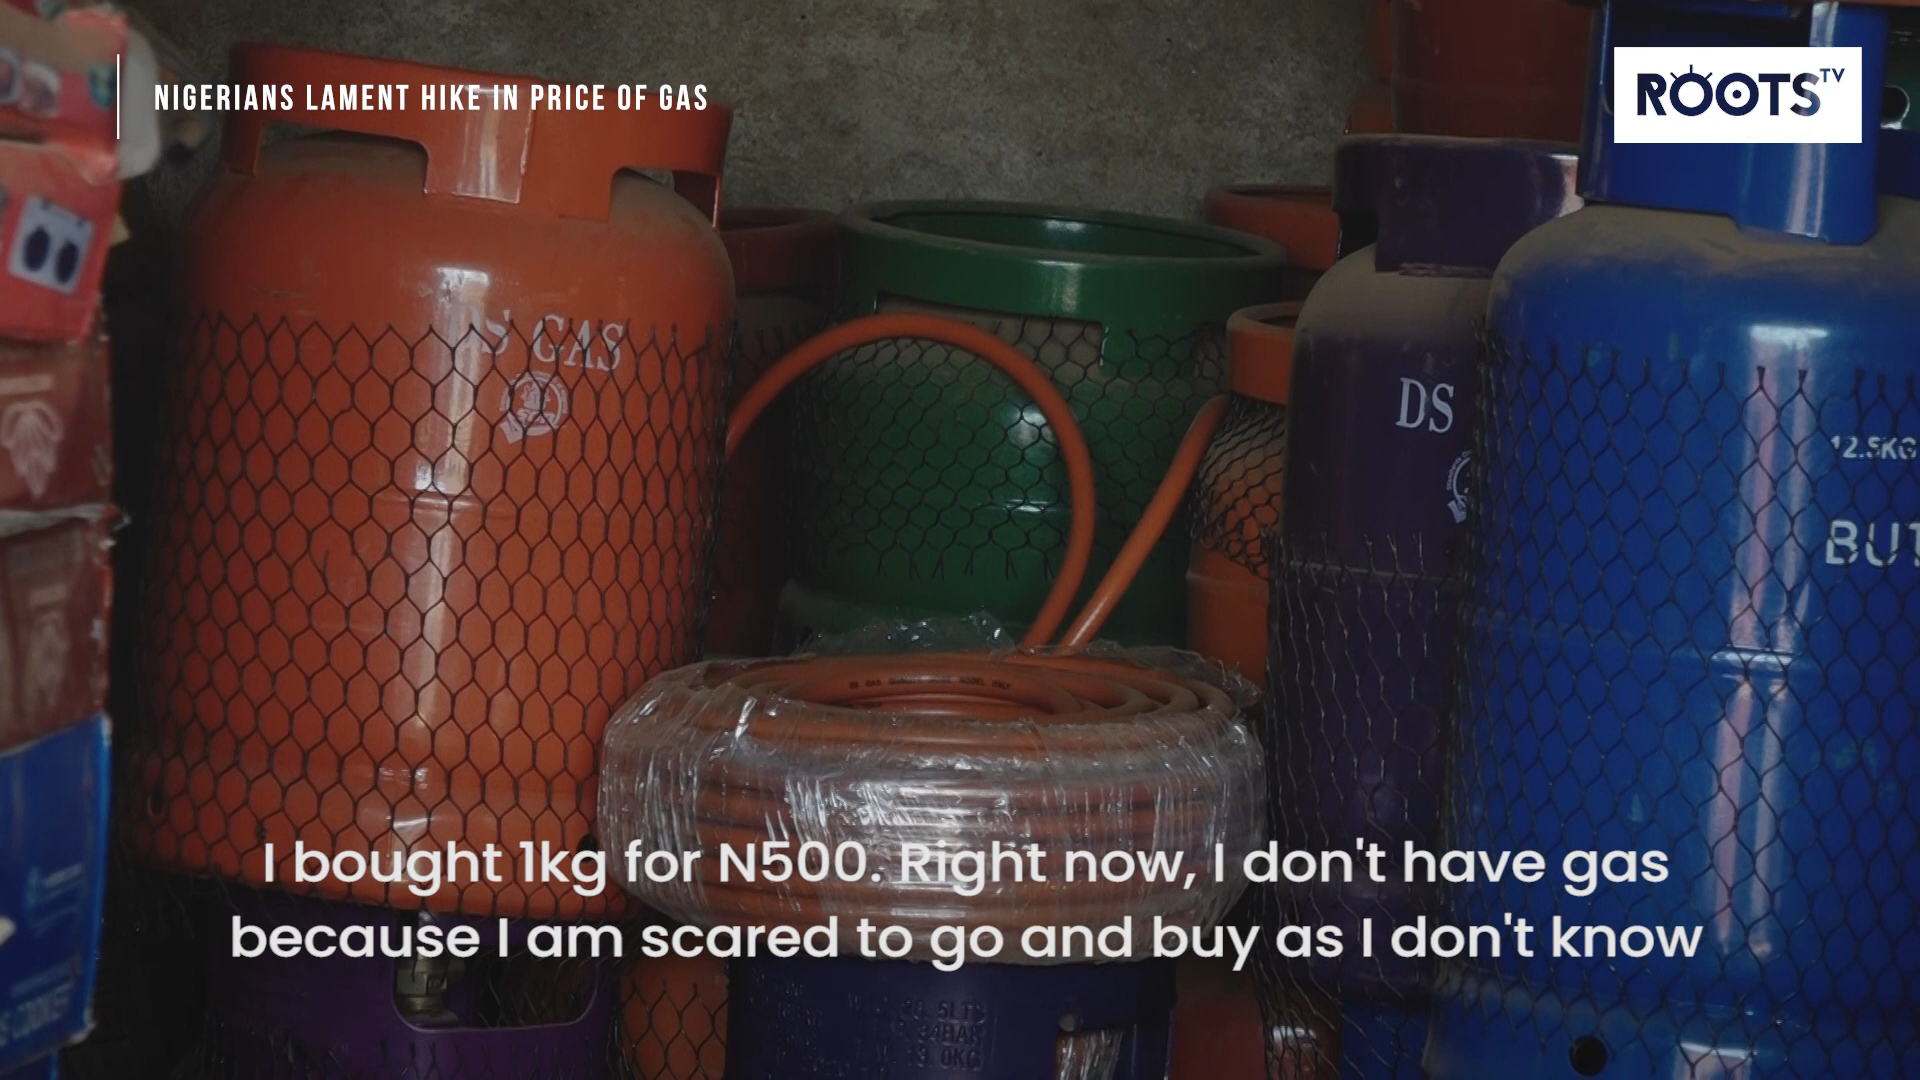 NIGERIANS LAMENT HIKE IN PRICE OF GAS
ROOTS TV
S GAS
DS
12.5KG
BUT
I bought 1kg for N500. Right now, I don't have gas
because I am scared to go and buy as I don't know